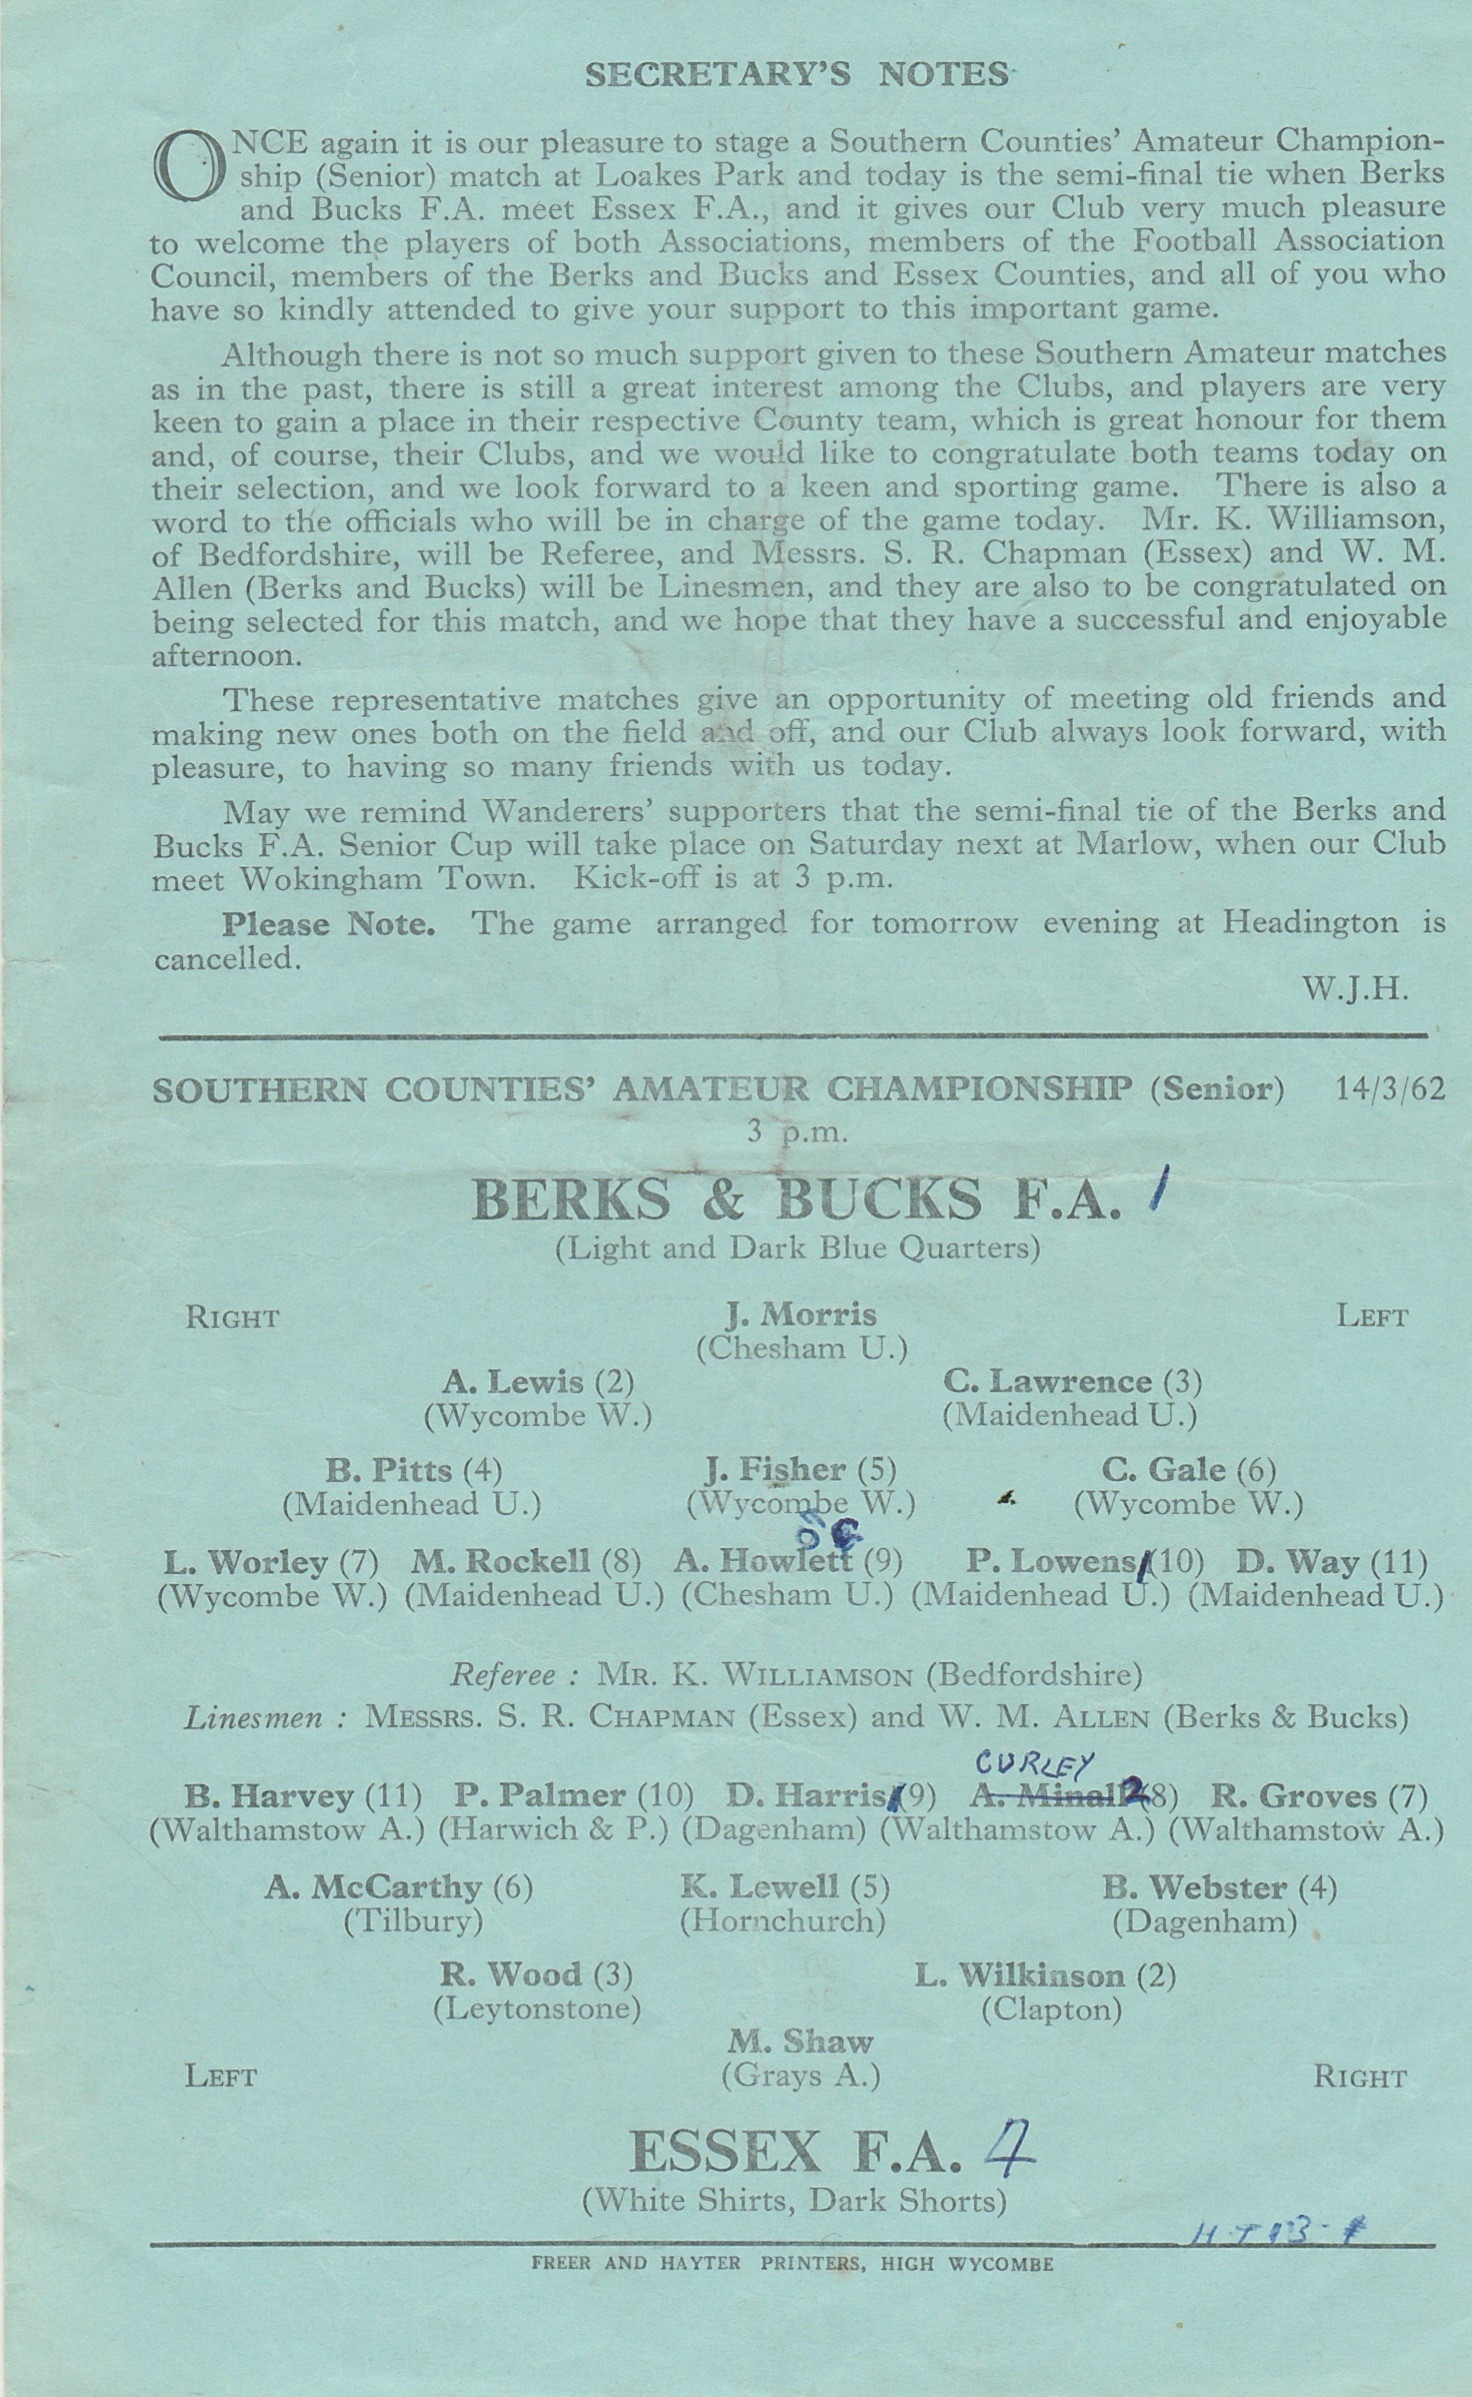 SECRETARY'S NOTES
ONCE again it is our pleasure to stage a Southern Counties' Amateur Champion-
ship (Senior) match at Loakes Park and today is the semi-final tie when Berks
and Bucks F.A. meet Essex F.A., and it gives our Club very much pleasure
to welcome the players of both Associations, members of the Football Association
Council, members of the Berks and Bucks and Essex Counties, and all of you who
have so kindly attended to give your support to this important game.
Although there is not so much support given to these Southern Amateur matches
as in the past, there is still a great interest among the Clubs, and players are very
keen to gain a place in their respective County team, which is great honour for them
and, of course, their Clubs, and we would like to congratulate both teams today on
their selection, and we look forward to a keen and sporting game. There is also a
word to the officials who will be in charge of the game today. Mr. K. Williamson,
of Bedfordshire, will be Referee, and Messrs. S. R. Chapman (Essex) and W. M.
Allen (Berks and Bucks) will be Linesmen, and they are also to be congratulated on
being selected for this match, and we hope that they have a successful and enjoyable
afternoon.
These representative matches give an opportunity of meeting old friends and
making new ones both on the field and off, and our Club always look forward, with
pleasure, to having so many friends with us today.
May we remind Wanderers' supporters that the semi-final tie of the Berks and
Bucks F.A. Senior Cup will take place on Saturday next at Marlow, when our Club
meet Wokingham Town. Kick-off is at 3 p.m.
Please Note. The game arranged for tomorrow evening at Headington is
cancelled.
W.J.H.
SOUTHERN COUNTIES' AMATEUR CHAMPIONSHIP (Senior) 14/3/62
3 p.m.
BERKS & BUCKS F.A. 1
(Light and Dark Blue Quarters)
RIGHT J. Morris LEFT
(Chesham U.)
A. Lewis (2) C. Lawrence (3)
(Wycombe W.) (Maidenhead U.)
B. Pitts (4) J. Fisher (5) C. Gale (6)
(Maidenhead U.) (Wycombe W.) (Wycombe W.)
L. Worley (7) M. Rockell (8) A. Howlett (9) P. Lowens 1 (10) D. Way (11)
(Wycombe W.) (Maidenhead U.) (Chesham U.) (Maidenhead U.) (Maidenhead U.)
Referee : MR. K. WILLIAMSON (Bedfordshire)
Linesmen : MESSRS. S. R. CHAPMAN (Essex) and W. M. ALLEN (Berks & Bucks)
CURLEY
B. Harvey (11) P. Palmer (10) D. Harris 1 (9) A. Minall 2 (8) R. Groves (7)
(Walthamstow A.) (Harwich & P.) (Dagenham) (Walthamstow A.) (Walthamstow A.)
A. McCarthy (6) K. Lewell (5) B. Webster (4)
(Tilbury) (Hornchurch) (Dagenham)
R. Wood (3) L. Wilkinson (2)
(Leytonstone) (Clapton)
M. Shaw
LEFT (Grays A.) RIGHT
ESSEX F.A. 4
(White Shirts, Dark Shorts)
H-T
FREER AND HAYTER PRINTERS, HIGH WYCOMBE